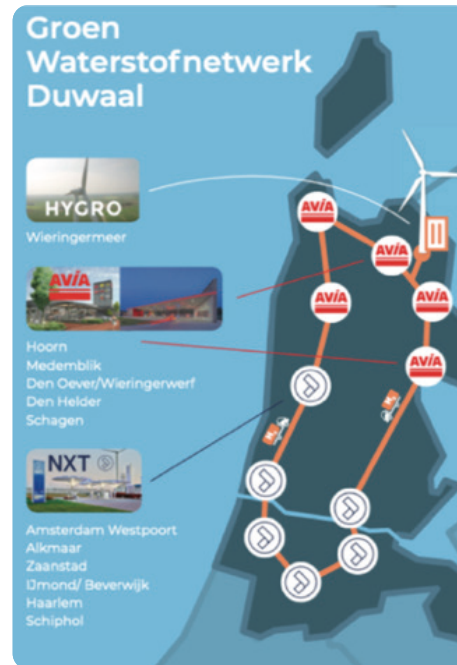 Groen
Waterstofnetwerk
Duwaal
HYGRO
Wieringermeer
AVIA
Hoorn
Medemblik
Den Oever/Wieringerwerf
Den Helder
Schagen
NXT
Amsterdam Westpoort
Alkmaar
Zaanstad
IJmond/ Beverwijk
Haarlem
Schiphol
AVIA
AVIA
AVIA
AVIA
AVIA